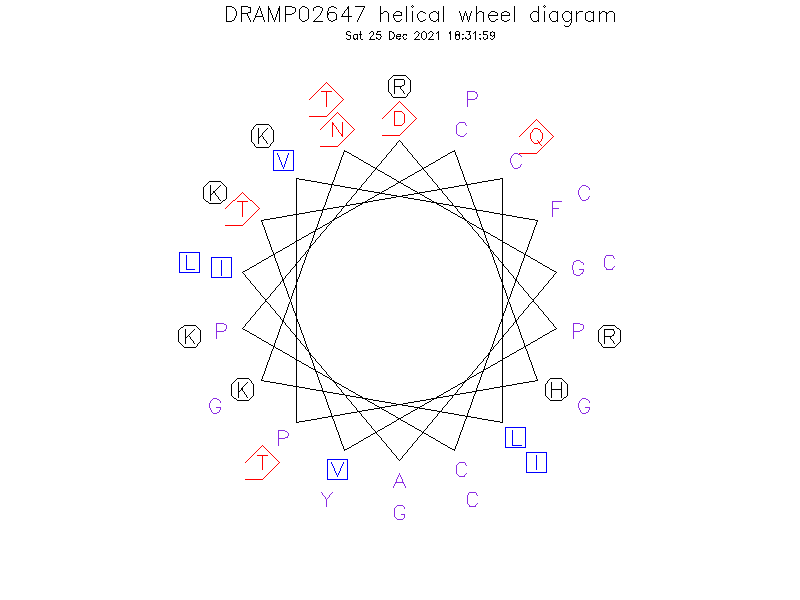 DRAMP02647 helical wheel diagram
Sat 25 Dec 2021 18:31:59
R
T P
D
N C Q
K
V C
K C
T F
L I G C
K P P R
K H
G G
P L
T V C I
A
Y C
G